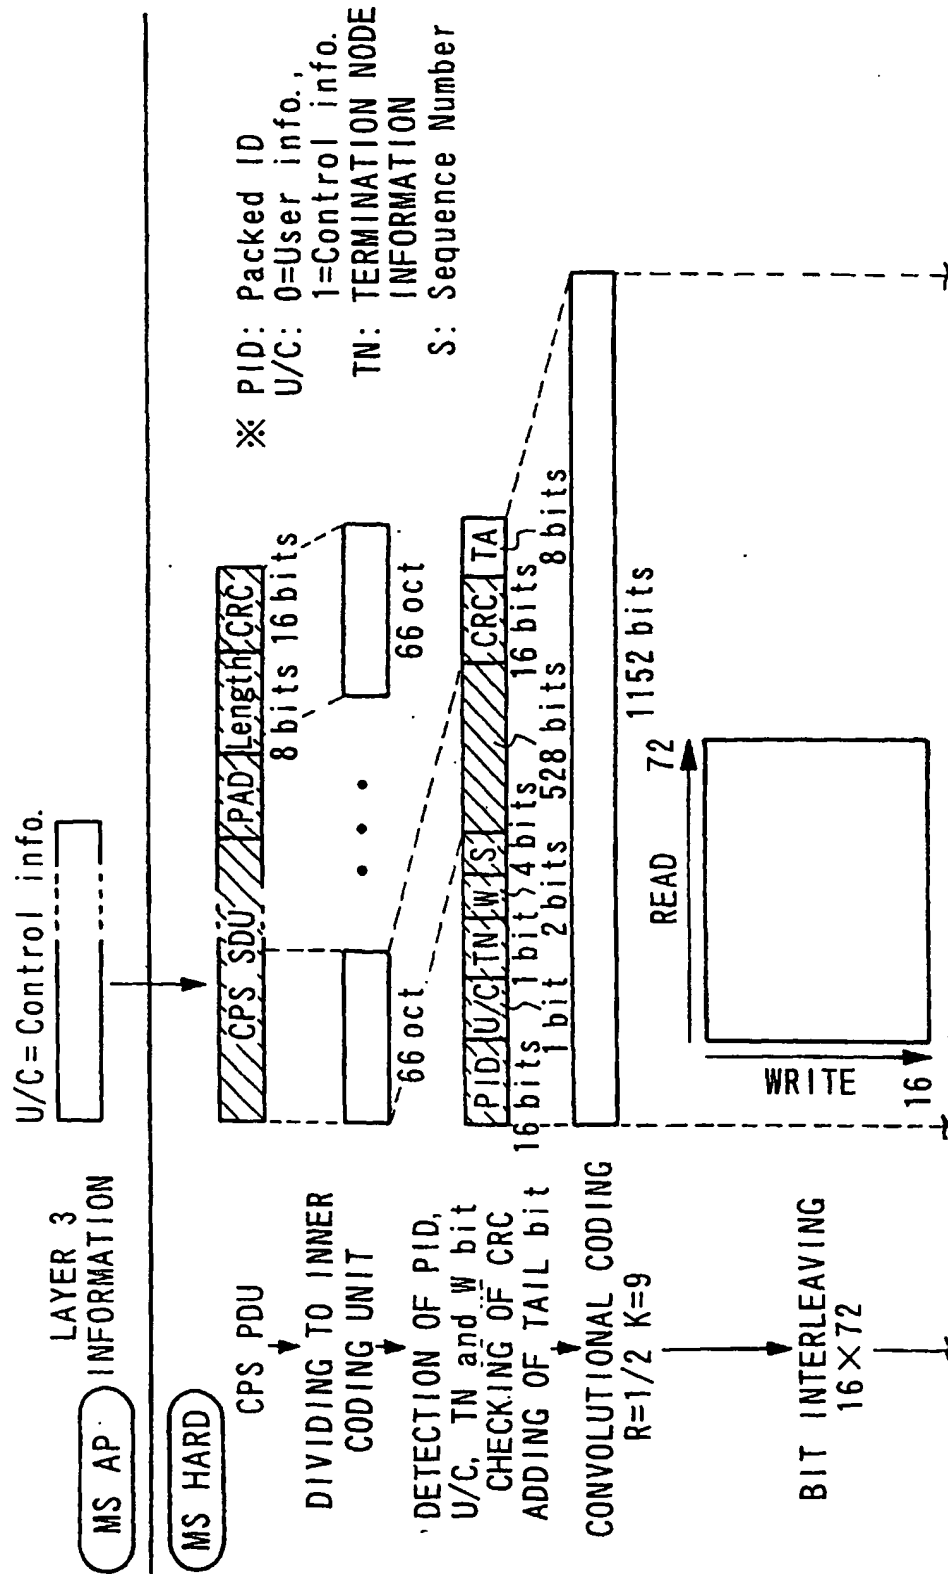 MS AP
LAYER 3
INFORMATION
U/C=Control info.
MS HARD
CPS PDU
CPS SDU PAD Length CRC
8 bits 16 bits
※ PID: Packed ID
U/C: 0=User info.,
1=Control info.
TN: TERMINATION NODE
INFORMATION
S: Sequence Number
DIVIDING TO INNER
CODING UNIT
66 oct
66 oct
DETECTION OF PID,
U/C, TN and W bit
CHECKING OF CRC
ADDING OF TAIL bit
PID U/C TN W S CRC TA
16 bits 1 bit 4 bits 528 bits 16 bits 8 bits
1 bit 2 bits
CONVOLUTIONAL CODING
R=1/2 K=9
1152 bits
BIT INTERLEAVING
16×72
READ
72
WRITE
16